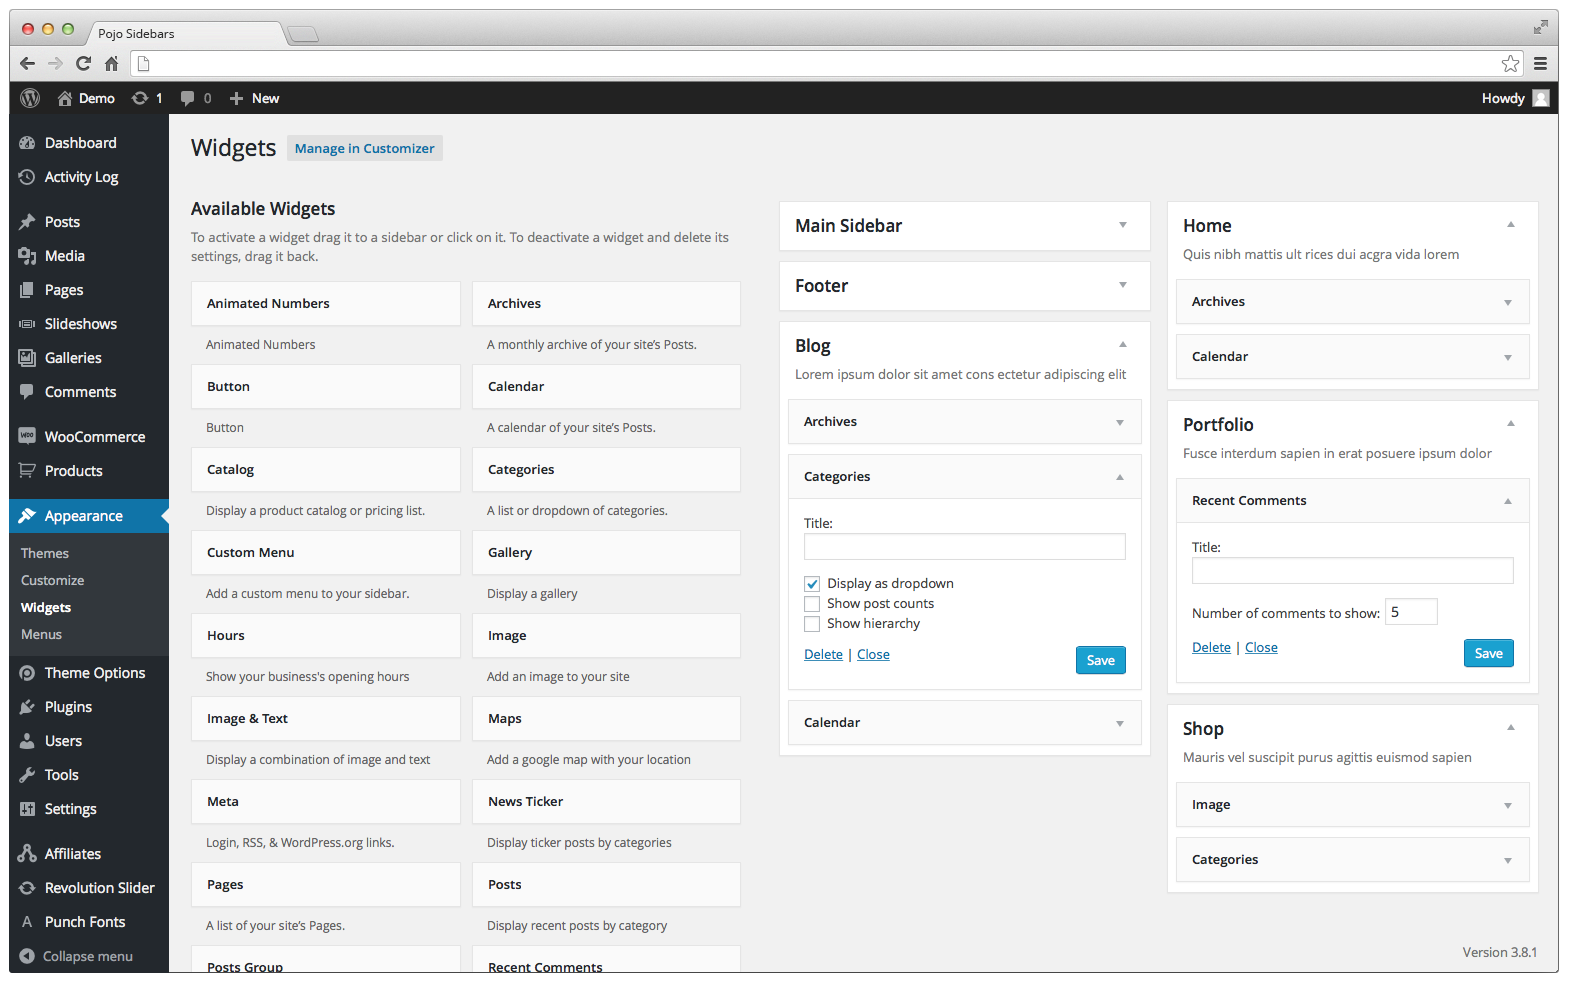 Pojo Sidebars
Demo 1 0 New Howdy
Dashboard
Activity Log
Posts
Media
Pages
Slideshows
Galleries
Comments
WooCommerce
Products
Appearance
Themes
Customize
Widgets
Menus
Theme Options
Plugins
Users
Tools
Settings
Affiliates
Revolution Slider
Punch Fonts
Collapse menu
Widgets Manage in Customizer
Available Widgets
To activate a widget drag it to a sidebar or click on it. To deactivate a widget and delete its
settings, drag it back.
Animated Numbers
Animated Numbers
Archives
A monthly archive of your site’s Posts.
Button
Button
Calendar
A calendar of your site’s Posts.
Catalog
Display a product catalog or pricing list.
Categories
A list or dropdown of categories.
Custom Menu
Add a custom menu to your sidebar.
Gallery
Display a gallery
Hours
Show your business's opening hours
Image
Add an image to your site
Image & Text
Display a combination of image and text
Maps
Add a google map with your location
Meta
Login, RSS, & WordPress.org links.
News Ticker
Display ticker posts by categories
Pages
A list of your site’s Pages.
Posts
Display recent posts by category
Posts Group
Recent Comments
Main Sidebar
Footer
Blog
Lorem ipsum dolor sit amet cons ectetur adipiscing elit
Archives
Categories
Title:
Display as dropdown
Show post counts
Show hierarchy
Delete | Close Save
Calendar
Home
Quis nibh mattis ult rices dui acgra vida lorem
Archives
Calendar
Portfolio
Fusce interdum sapien in erat posuere ipsum dolor
Recent Comments
Title:
Number of comments to show: 5
Delete | Close Save
Shop
Mauris vel suscipit purus agittis euismod sapien
Image
Categories
Version 3.8.1